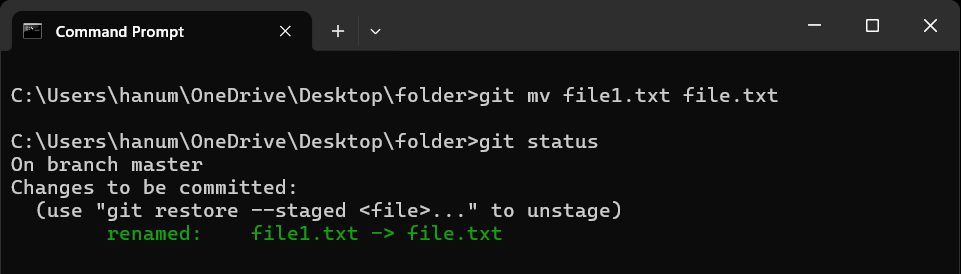 Command Prompt
C:\Users\hanum\OneDrive\Desktop\folder>git mv file1.txt file.txt
C:\Users\hanum\OneDrive\Desktop\folder>git status
On branch master
Changes to be committed:
  (use "git restore --staged <file>..." to unstage)
        renamed:    file1.txt -> file.txt